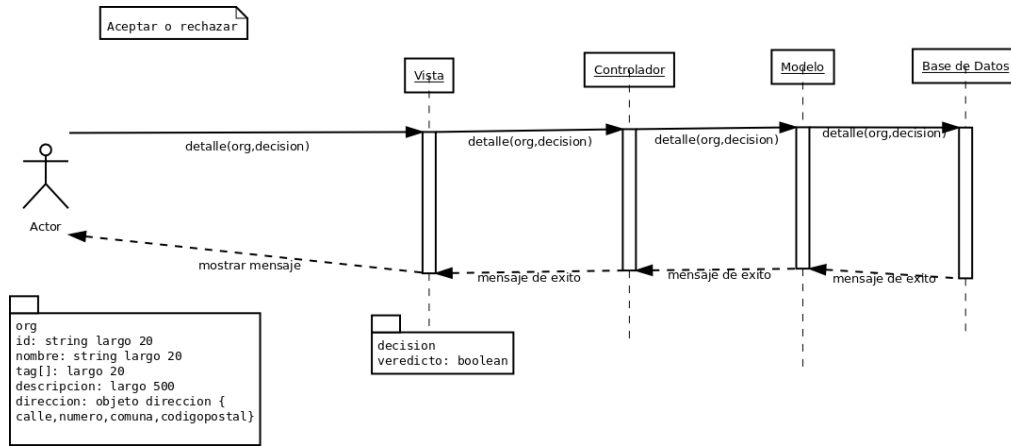 Aceptar o rechazar
Vista
Controlador
Modelo
Base de Datos
detalle(org,decision)
detalle(org,decision)
detalle(org,decision)
detalle(org,decision)
Actor
mostrar mensaje
mensaje de exito
mensaje de exito
mensaje de exito
org
id: string largo 20
nombre: string largo 20
tag[]: largo 20
descripcion: largo 500
direccion: objeto direccion {
calle,numero,comuna,codigopostal}
decision
veredicto: boolean